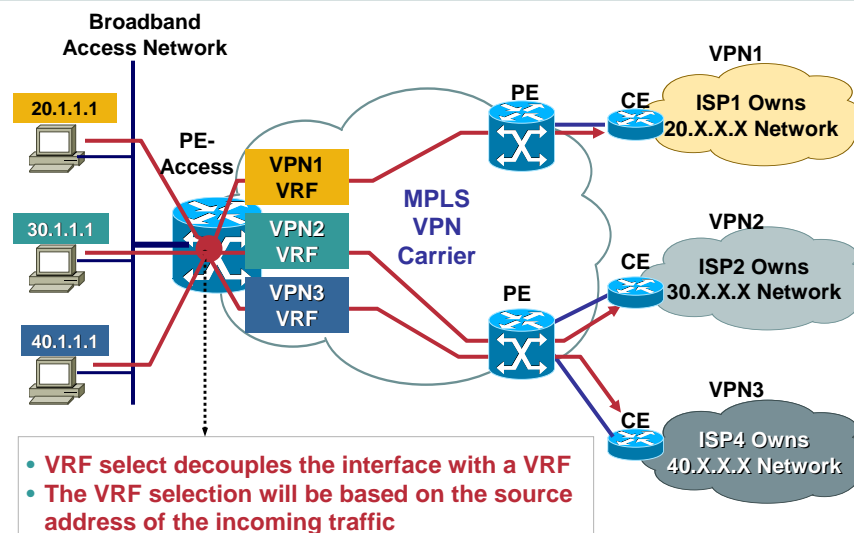 Broadband
Access Network
20.1.1.1
30.1.1.1
40.1.1.1
PE-
Access
VPN1
VRF
VPN2
VRF
VPN3
VRF
MPLS
VPN
Carrier
PE
PE
CE
VPN1
ISP1 Owns
20.X.X.X Network
CE
VPN2
ISP2 Owns
30.X.X.X Network
CE
VPN3
ISP4 Owns
40.X.X.X Network
• VRF select decouples the interface with a VRF
• The VRF selection will be based on the source
address of the incoming traffic